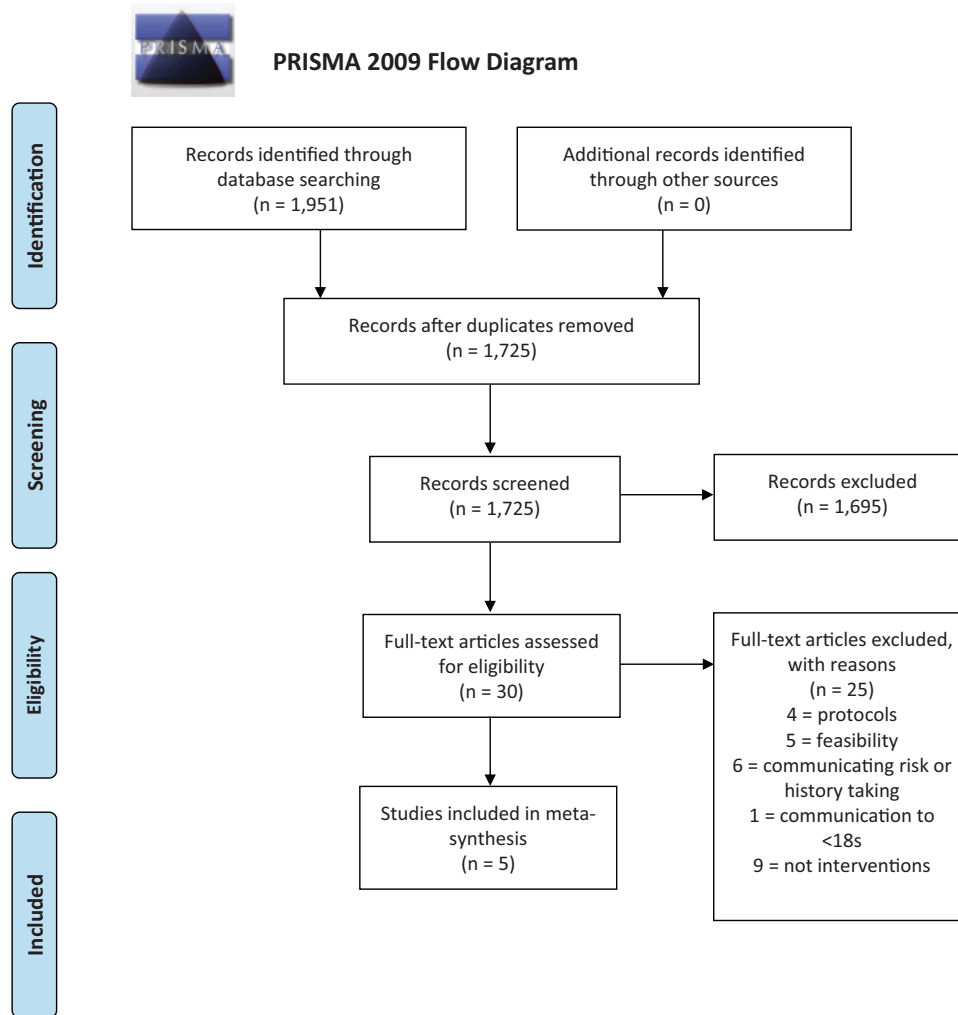 PRISMA
PRISMA 2009 Flow Diagram
Identification
Records identified through
database searching
(n = 1,951)
Additional records identified
through other sources
(n = 0)
Records after duplicates removed
(n = 1,725)
Screening
Records screened
(n = 1,725)
Records excluded
(n = 1,695)
Eligibility
Full-text articles assessed
for eligibility
(n = 30)
Full-text articles excluded,
with reasons
(n = 25)
4 = protocols
5 = feasibility
6 = communicating risk or
history taking
1 = communication to
<18s
9 = not interventions
Included
Studies included in meta-
synthesis
(n = 5)